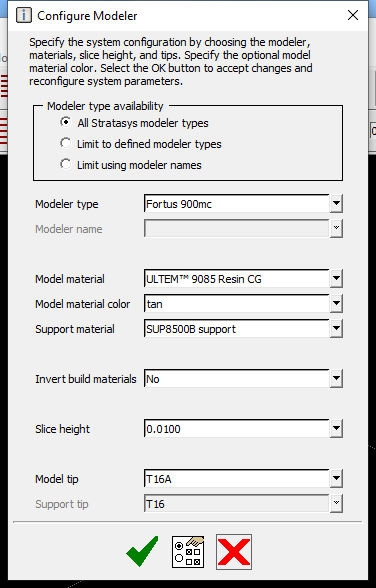 Configure Modeler
Specify the system configuration by choosing the modeler,
materials, slice height, and tips. Specify the optional model
material color. Select the OK button to accept changes and
reconfigure system parameters.
Modeler type availability
All Stratasys modeler types
Limit to defined modeler types
Limit using modeler names
Modeler type Fortus 900mc
Modeler name
Model material ULTEM™ 9085 Resin CG
Model material color tan
Support material SUP8500B support
Invert build materials No
Slice height 0.0100
Model tip T16A
Support tip T16